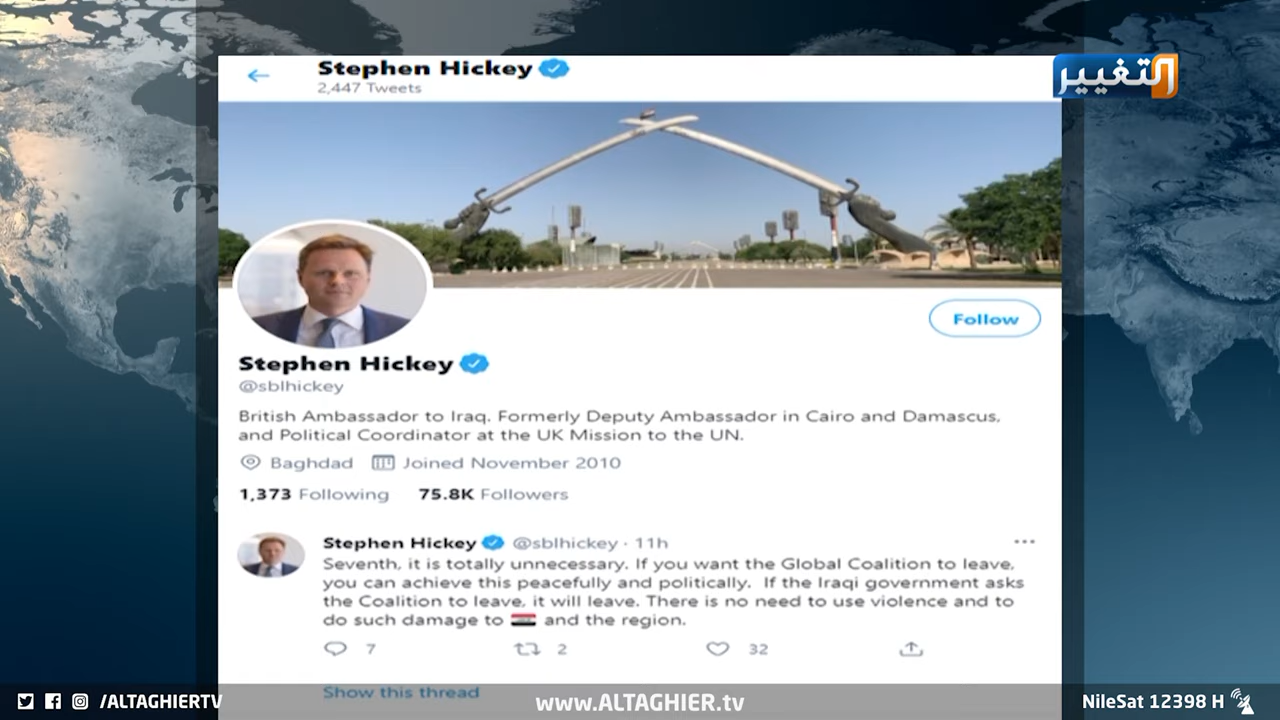 Stephen Hickey
2,447 Tweets
التغيير
Follow
Stephen Hickey
@sblhickey
British Ambassador to Iraq. Formerly Deputy Ambassador in Cairo and Damascus,
and Political Coordinator at the UK Mission to the UN.
Baghdad Joined November 2010
1,373 Following 75.8K Followers
Stephen Hickey @sblhickey · 11h
Seventh, it is totally unnecessary. If you want the Global Coalition to leave,
you can achieve this peacefully and politically. If the Iraqi government asks
the Coalition to leave, it will leave. There is no need to use violence and to
do such damage to 🇮🇶 and the region.
7 2 32
Show this thread
/ALTAGHIERTV www.ALTAGHIER.tv NileSat 12398 H